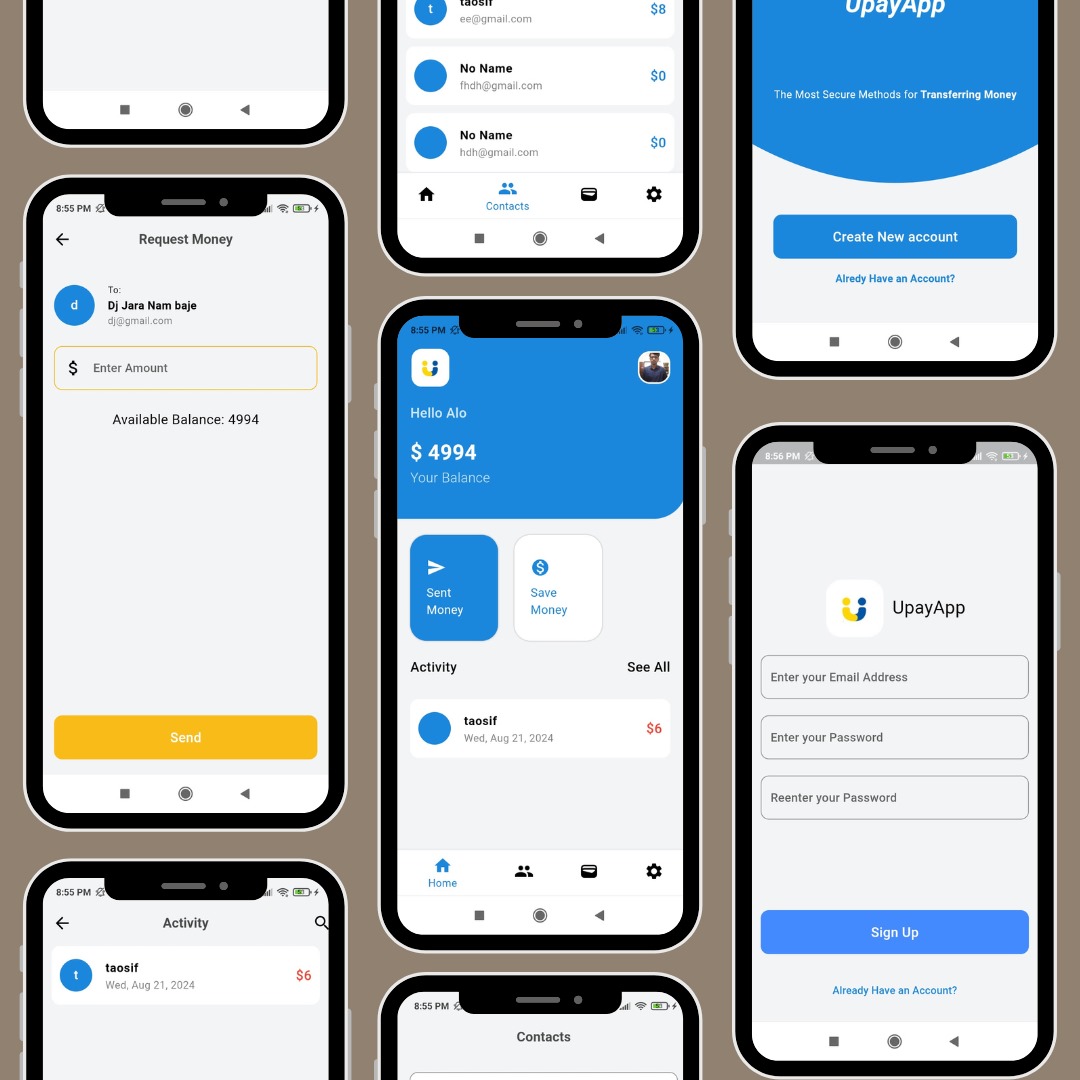 8:55 PM
Request Money
To:
d
Dj Jara Nam baje
dj@gmail.com
$ Enter Amount
Available Balance: 4994
Send
8:55 PM
Activity
t
taosif
Wed, Aug 21, 2024
$6
t
taosif
ee@gmail.com
$8
No Name
fhdh@gmail.com
$0
No Name
hdh@gmail.com
$0
Contacts
8:55 PM
Hello Alo
$ 4994
Your Balance
Sent
Money
$
Save
Money
Activity
See All
taosif
Wed, Aug 21, 2024
$6
Home
8:55 PM
Contacts
UpayApp
The Most Secure Methods for Transferring Money
Create New account
Alredy Have an Account?
8:56 PM
UpayApp
Enter your Email Address
Enter your Password
Reenter your Password
Sign Up
Already Have an Account?